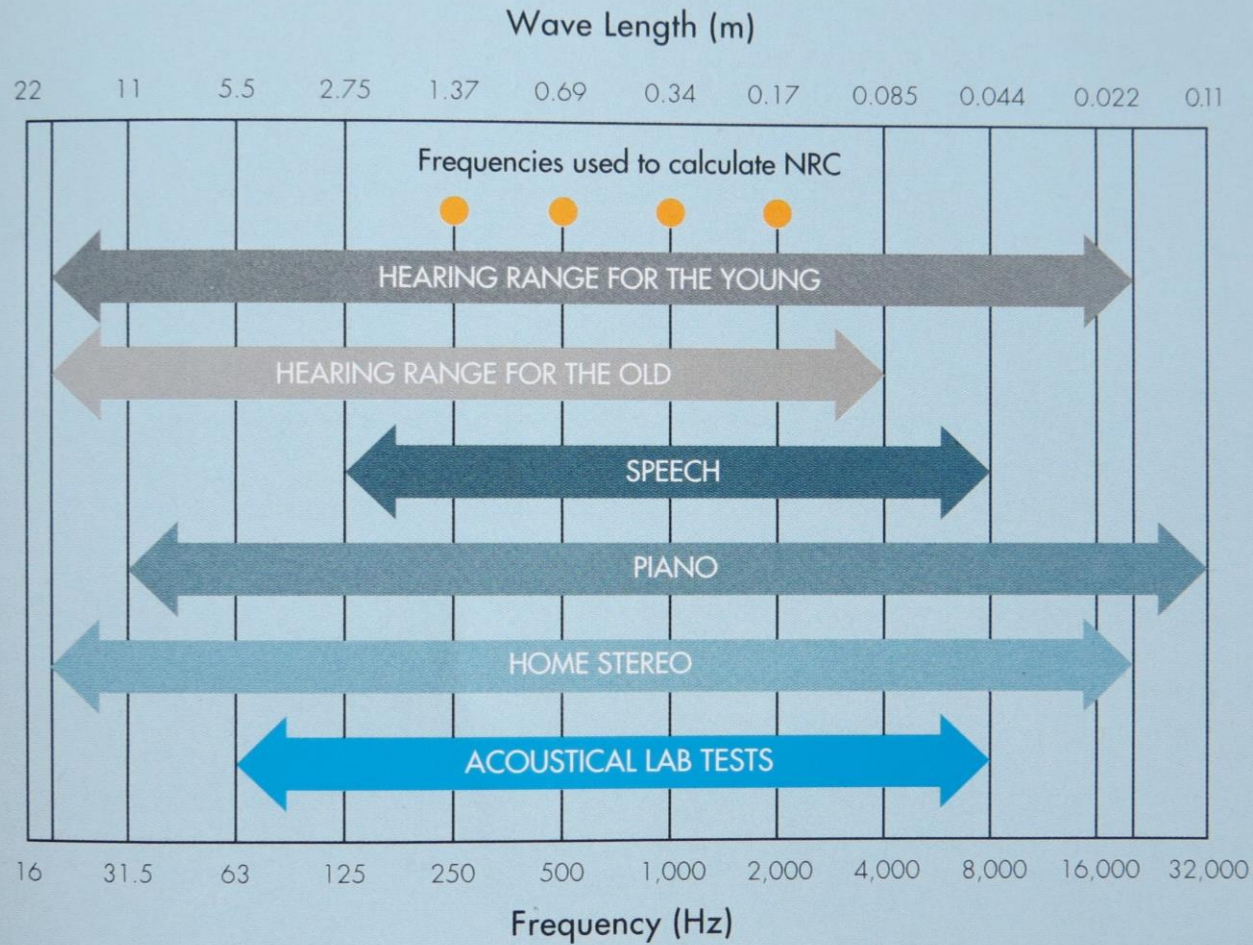 Wave Length (m)
22 11 5.5 2.75 1.37 0.69 0.34 0.17 0.085 0.044 0.022 0.11
Frequencies used to calculate NRC
HEARING RANGE FOR THE YOUNG
HEARING RANGE FOR THE OLD
SPEECH
PIANO
HOME STEREO
ACOUSTICAL LAB TESTS
16 31.5 63 125 250 500 1,000 2,000 4,000 8,000 16,000 32,000
Frequency (Hz)